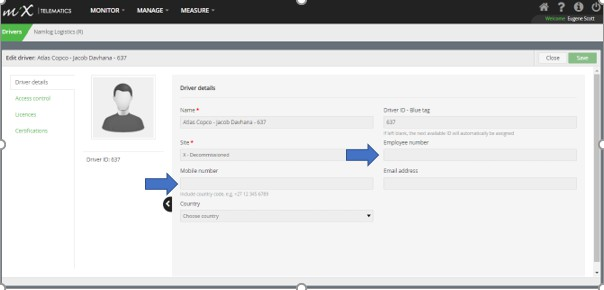 mix TELEMATICS MONITOR MANAGE MEASURE
Welcome Eugene Scott
Drivers Namlog Logistics (R)
Edit driver: Atlas Copco - Jacob Davhana - 637 Close Save
Driver details
Access control
Licences
Certifications
Driver ID: 637
Driver details
Name * Driver ID - Blue tag
Atlas Copco - Jacob Davhana - 637 637
If left blank, the next available ID will automatically be assigned
Site * Employee number
X - Decommissioned
Mobile number Email address
Include country code e.g. +27 12 345 6789
Country
Choose country